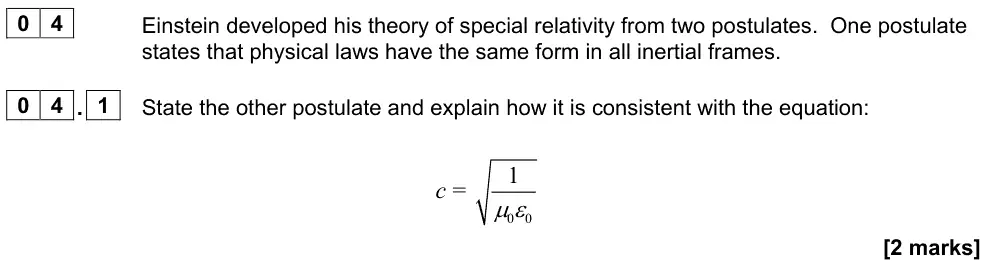 0 4 Einstein developed his theory of special relativity from two postulates. One postulate
states that physical laws have the same form in all inertial frames.
0 4 . 1 State the other postulate and explain how it is consistent with the equation:
c = √(1/(μ₀ε₀))
[2 marks]